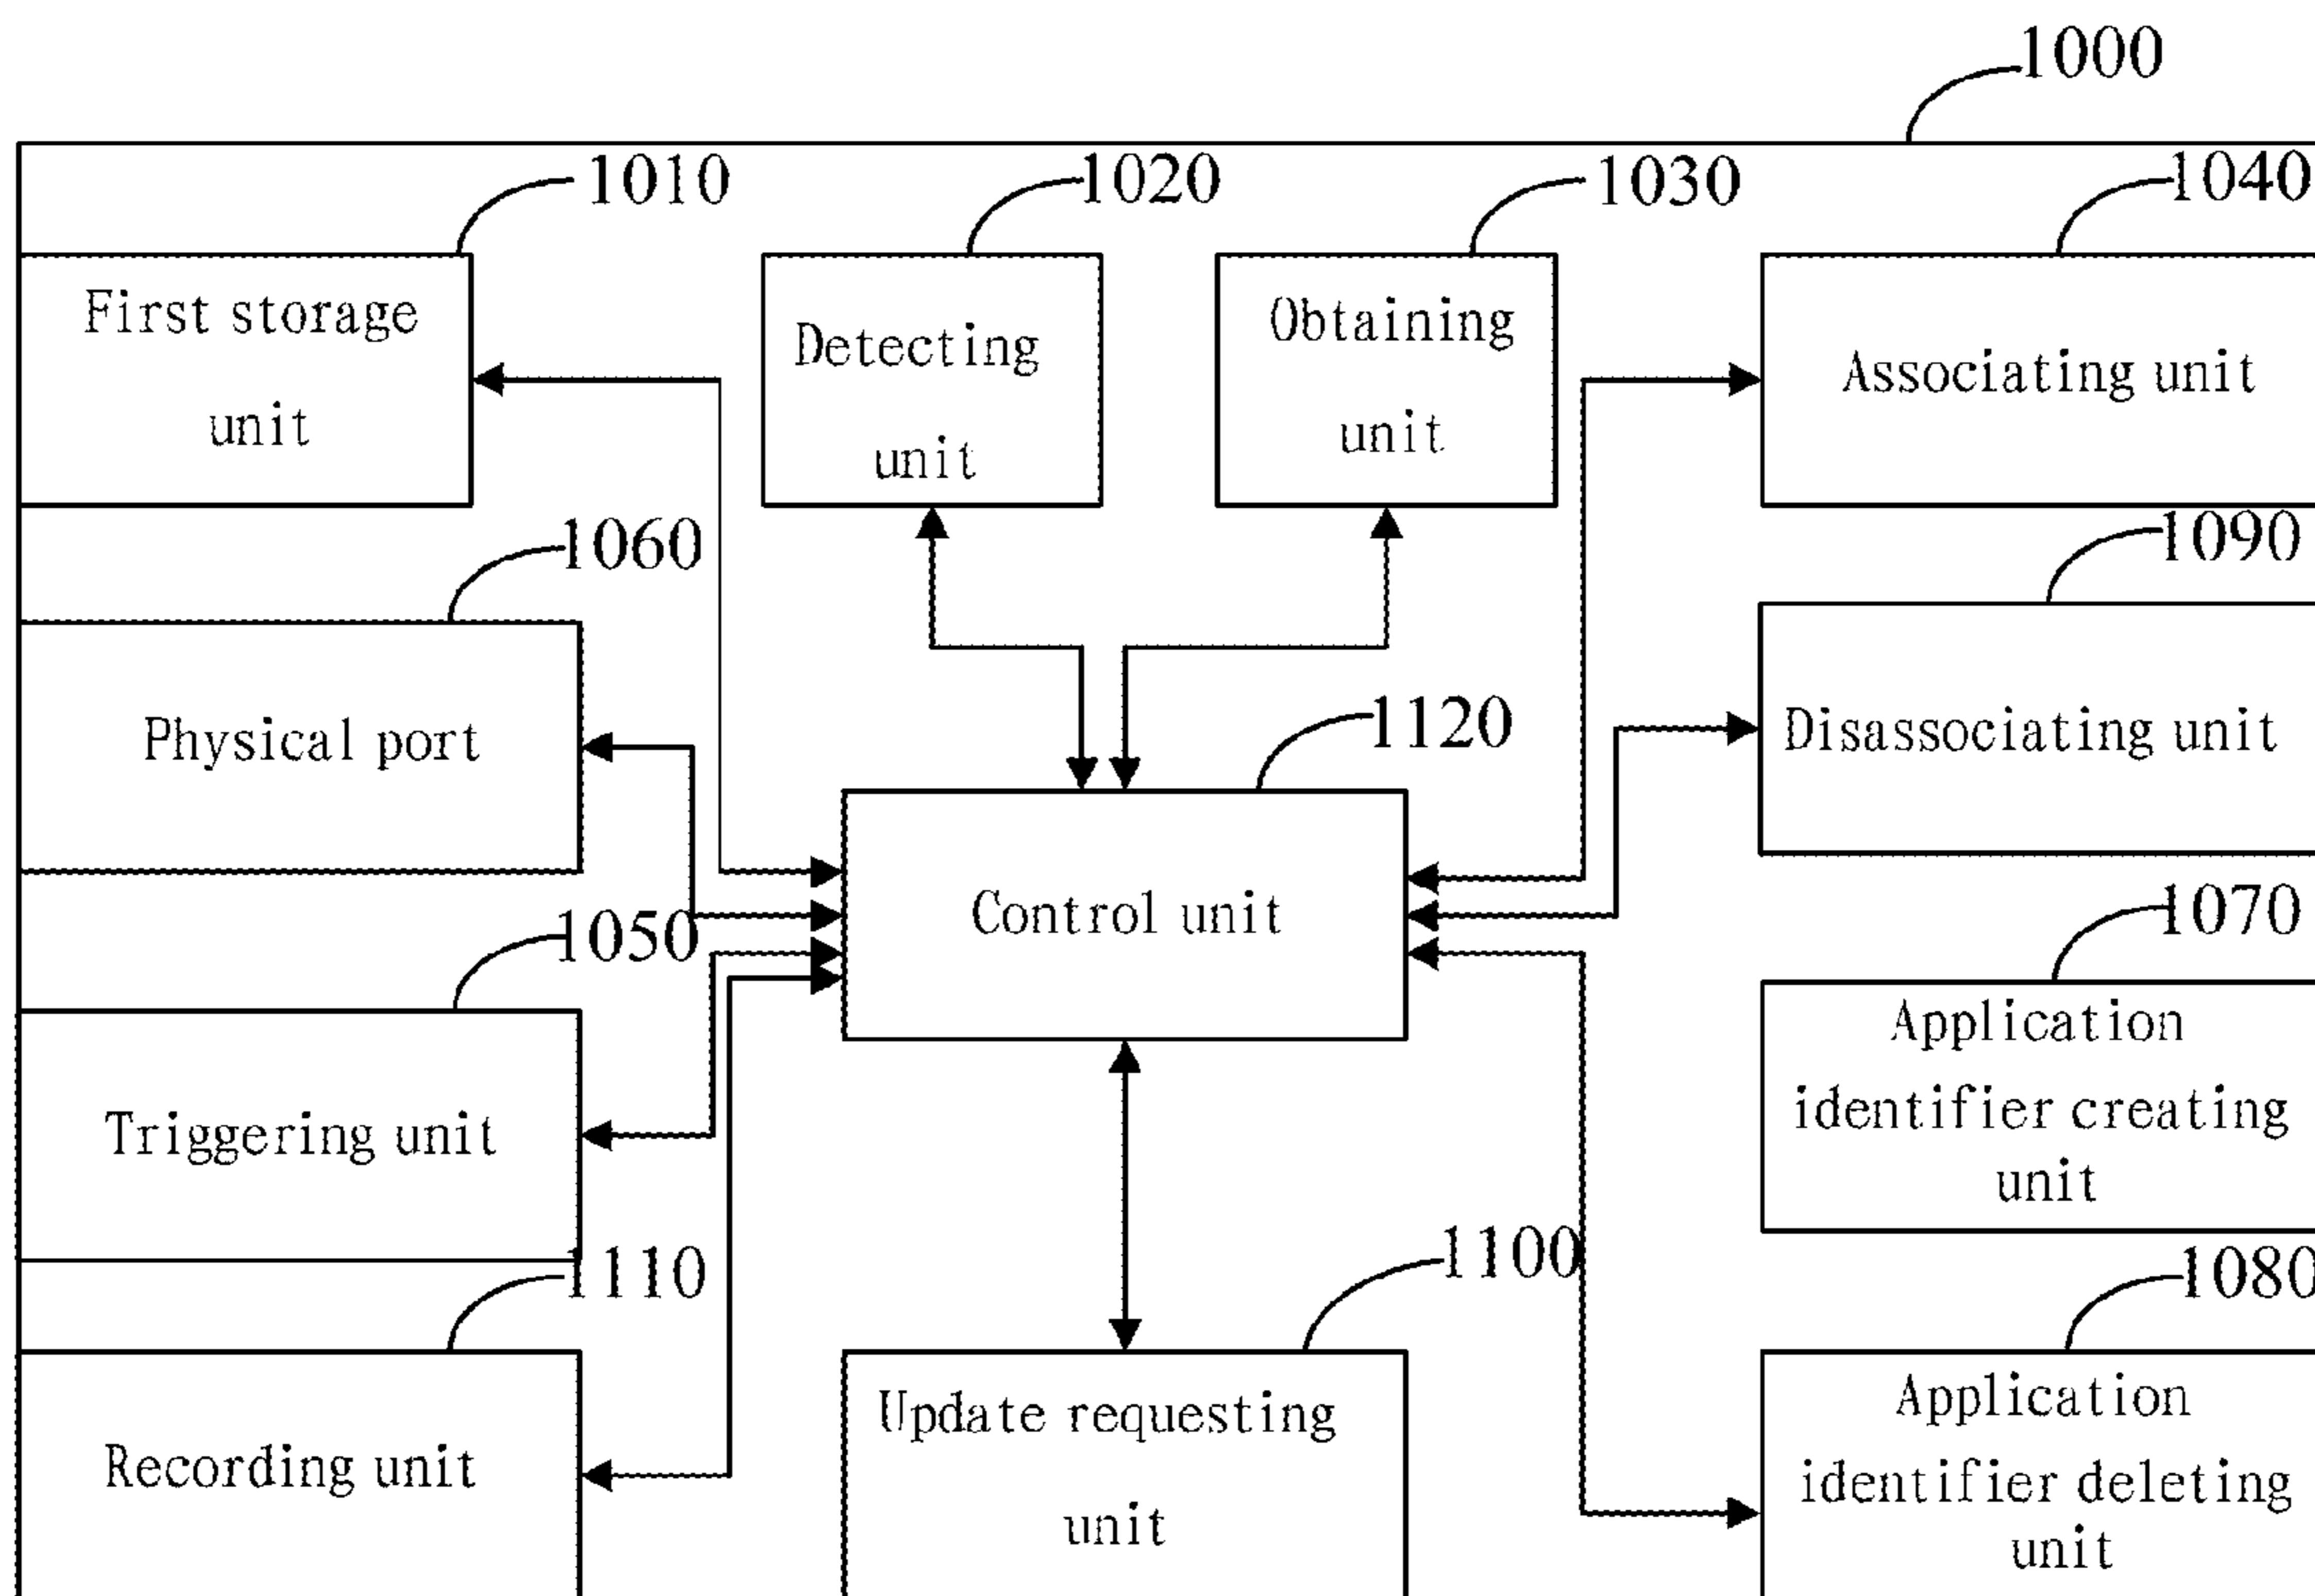 1000
1010
1020
1030
1040
First storage
unit
Detecting
unit
Obtaining
unit
Associating unit
1060
1090
Physical port
1120
Disassociating unit
Control unit
1050
1070
Triggering unit
Application
identifier creating
unit
1110
1100
1080
Recording unit
Update requesting
unit
Application
identifier deleting
unit